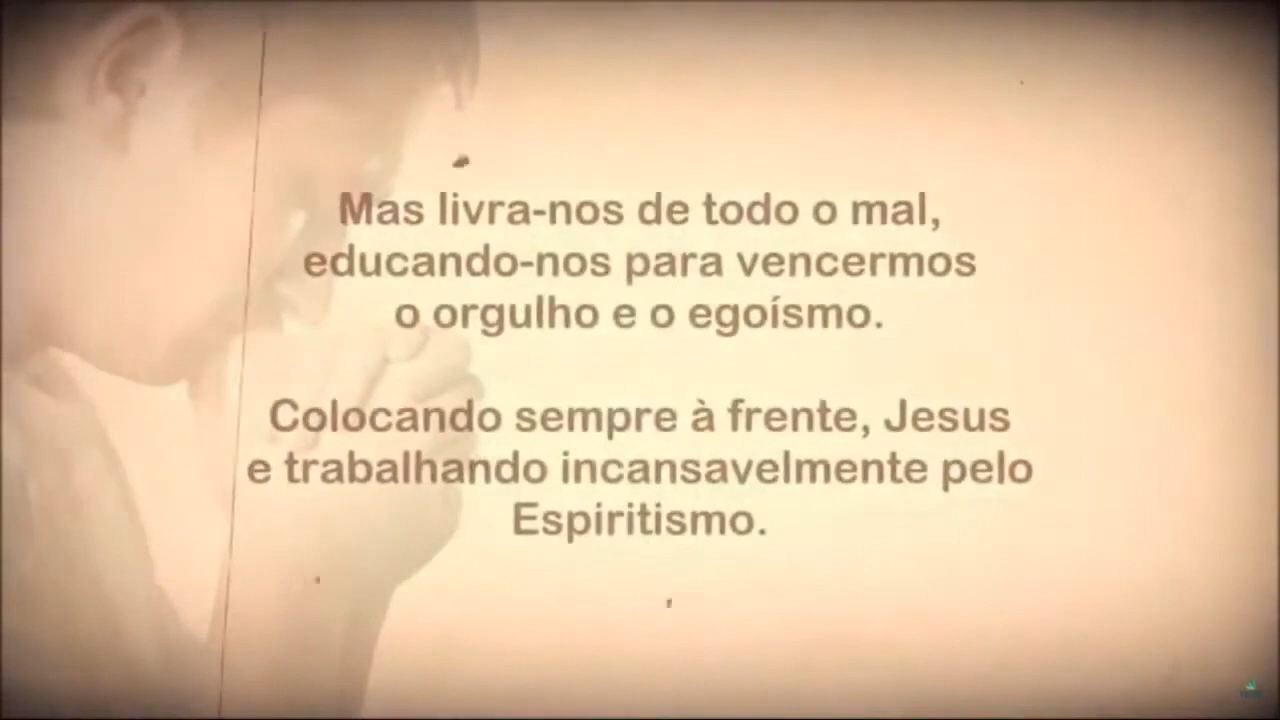 Mas livra-nos de todo o mal,
educando-nos para vencermos
o orgulho e o egoísmo.
Colocando sempre à frente, Jesus
e trabalhando incansavelmente pelo
Espiritismo.